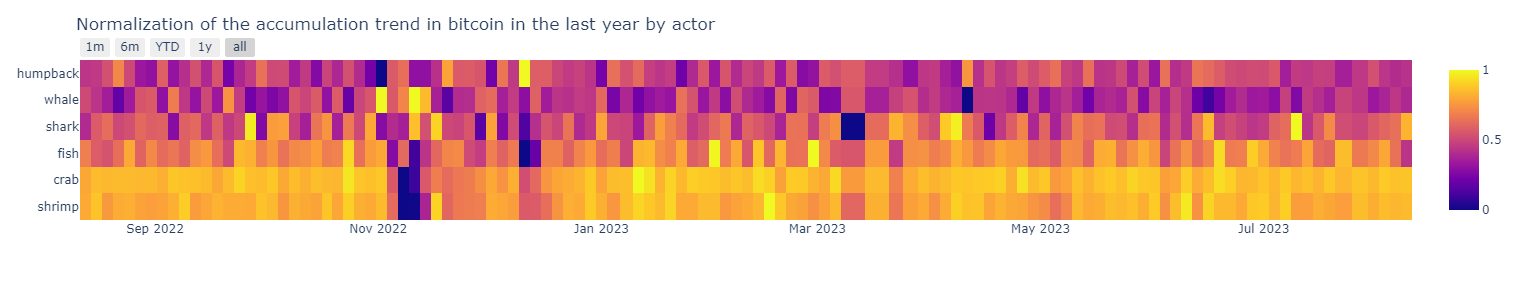 Normalization of the accumulation trend in bitcoin in the last year by actor
1m 6m YTD 1y all
humpback
whale
shark
fish
crab
shrimp
Sep 2022 Nov 2022 Jan 2023 Mar 2023 May 2023 Jul 2023
1
0.5
0